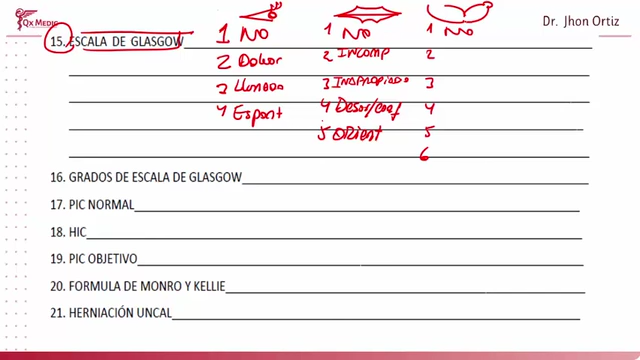 Qx MEDIC
Dr. Jhon Ortiz
15. ESCALA DE GLASGOW
1 NO 1 NO 1 NO
2 Dolor 2 INCOMP 2
3 Llamado 3 INAPROPIADO 3
4 Espont 4 Desor/conf 4
5 ORIENT 5
6
16. GRADOS DE ESCALA DE GLASGOW
17. PIC NORMAL
18. HIC
19. PIC OBJETIVO
20. FORMULA DE MONRO Y KELLIE
21. HERNIACIÓN UNCAL